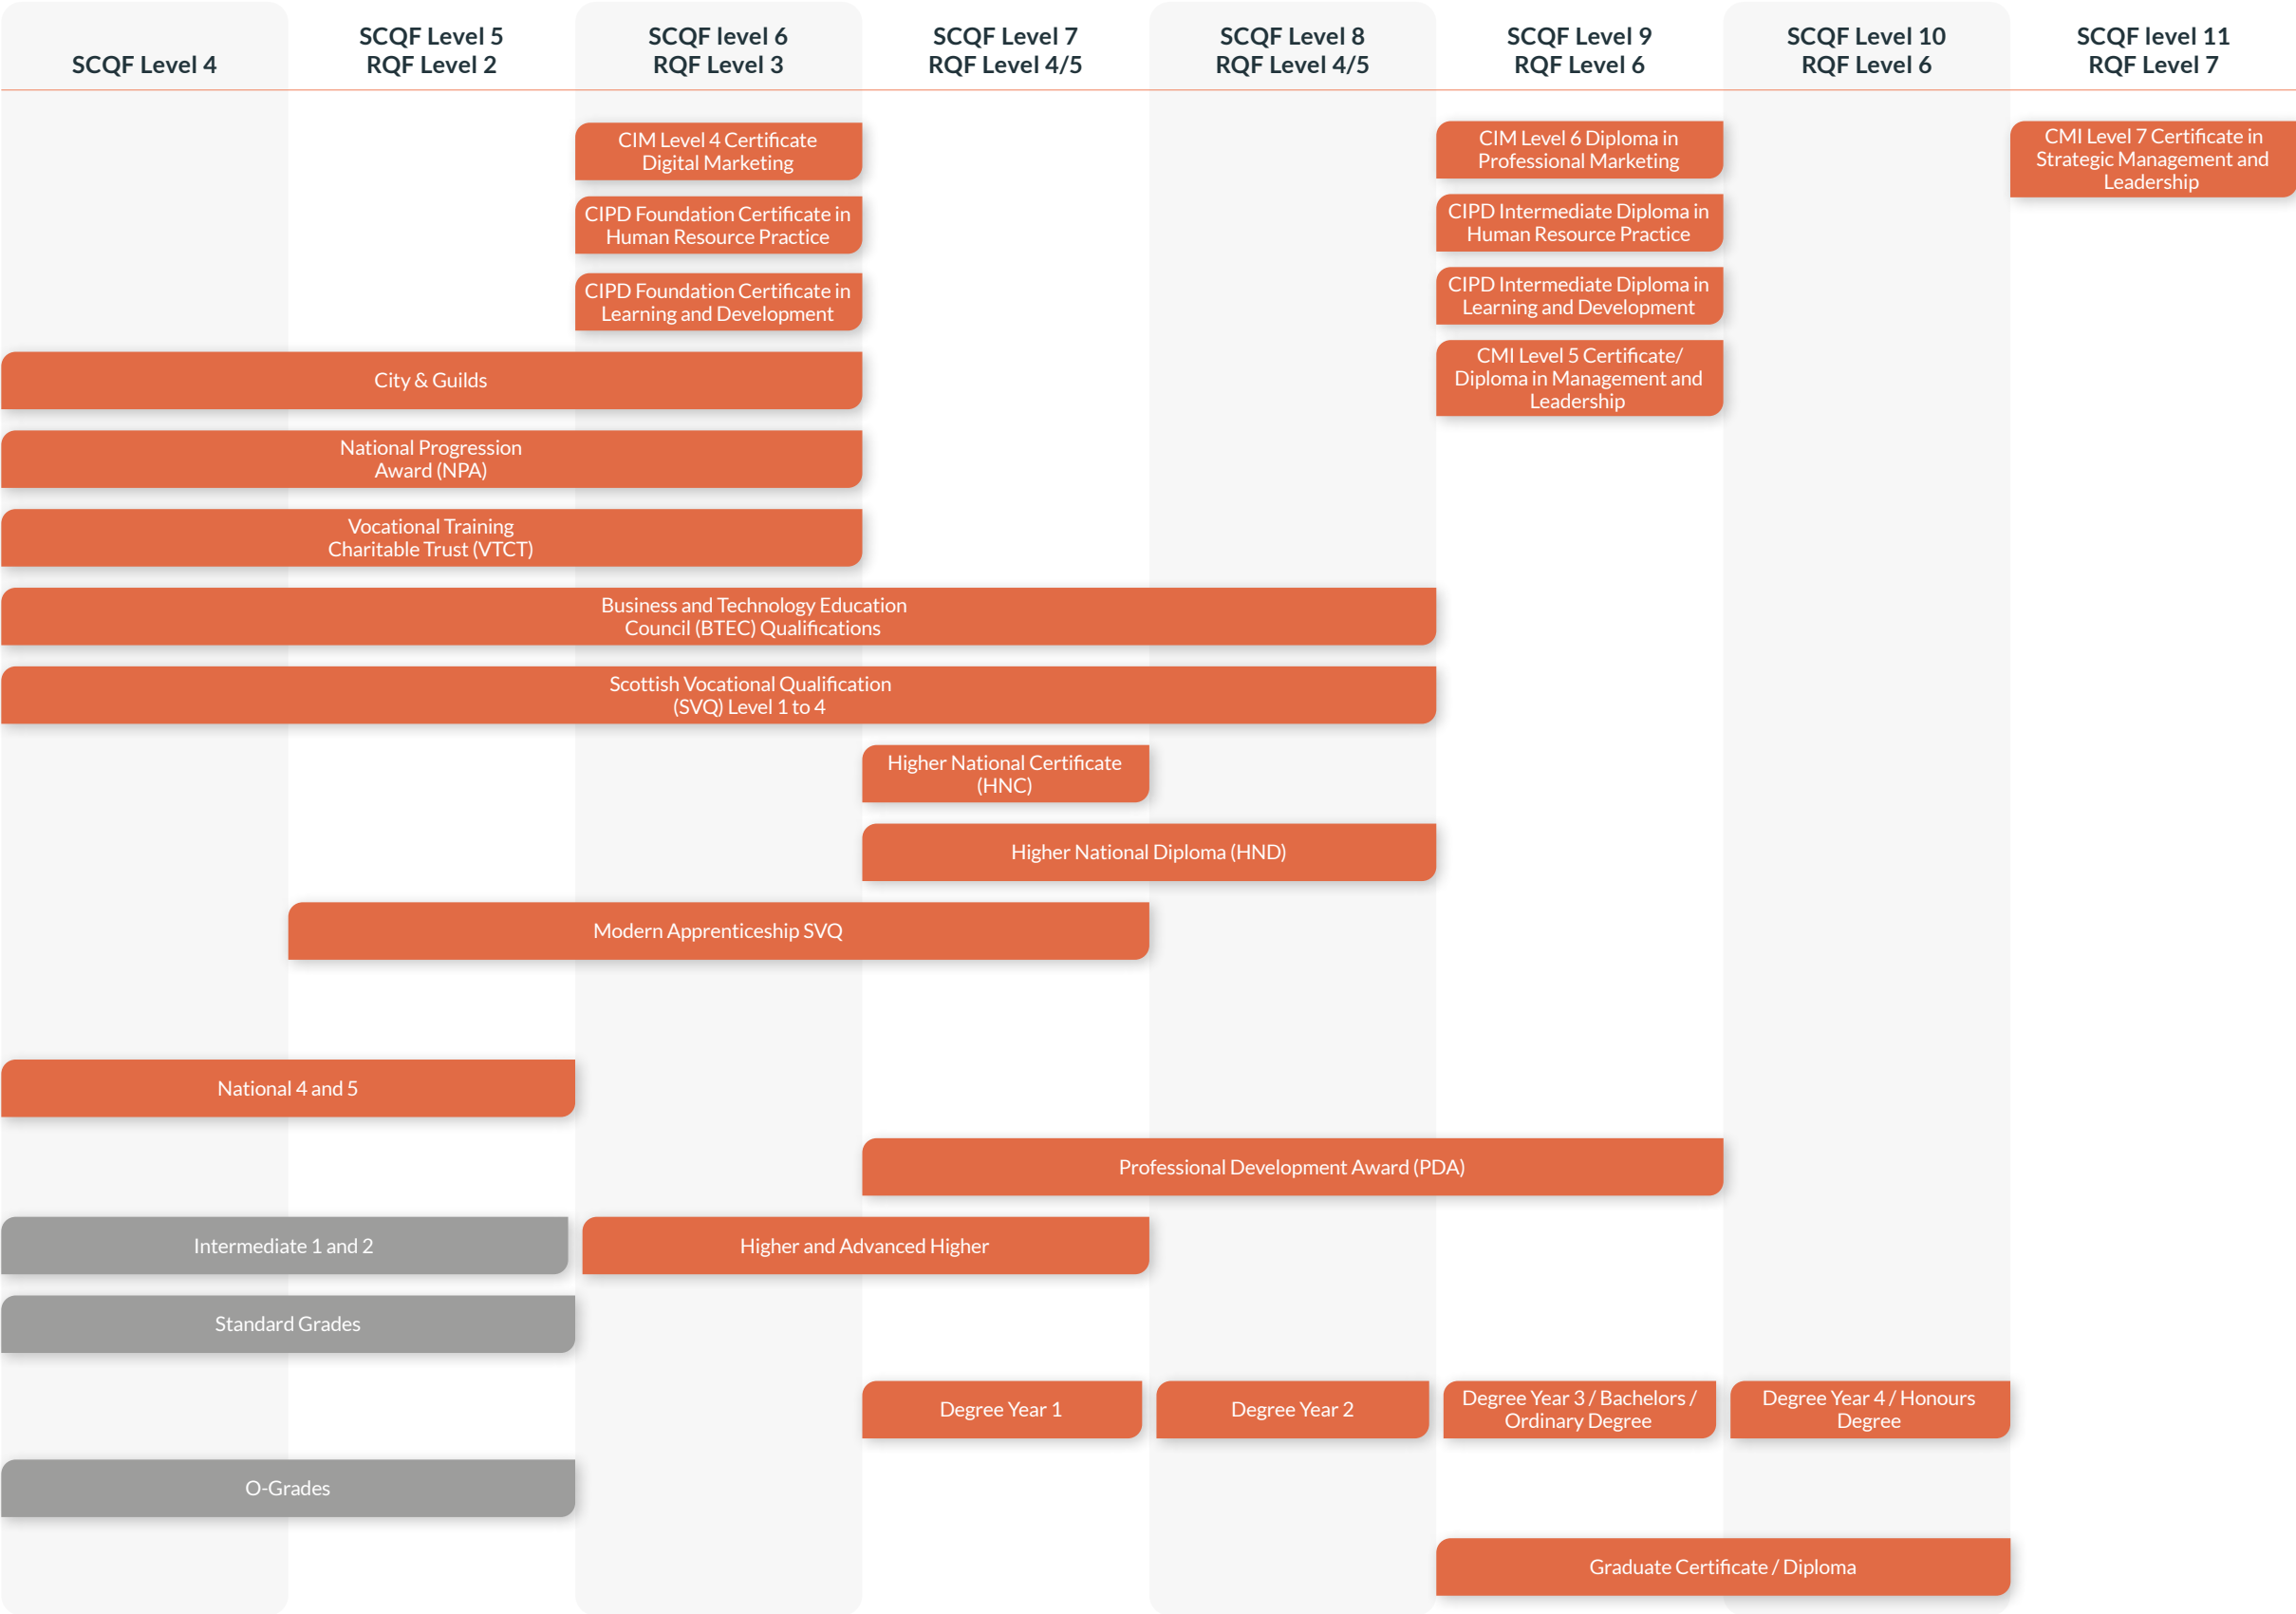 SCQF Level 4
SCQF Level 5
RQF Level 2
SCQF level 6
RQF Level 3
SCQF Level 7
RQF Level 4/5
SCQF Level 8
RQF Level 4/5
SCQF Level 9
RQF Level 6
SCQF Level 10
RQF Level 6
SCQF level 11
RQF Level 7
CIM Level 4 Certificate
Digital Marketing
CIM Level 6 Diploma in
Professional Marketing
CMI Level 7 Certificate in
Strategic Management and
Leadership
CIPD Foundation Certificate in
Human Resource Practice
CIPD Intermediate Diploma in
Human Resource Practice
CIPD Foundation Certificate in
Learning and Development
CIPD Intermediate Diploma in
Learning and Development
City & Guilds
CMI Level 5 Certificate/
Diploma in Management and
Leadership
National Progression
Award (NPA)
Vocational Training
Charitable Trust (VTCT)
Business and Technology Education
Council (BTEC) Qualifications
Scottish Vocational Qualification
(SVQ) Level 1 to 4
Higher National Certificate
(HNC)
Higher National Diploma (HND)
Modern Apprenticeship SVQ
National 4 and 5
Professional Development Award (PDA)
Intermediate 1 and 2
Higher and Advanced Higher
Standard Grades
Degree Year 1
Degree Year 2
Degree Year 3 / Bachelors /
Ordinary Degree
Degree Year 4 / Honours
Degree
O-Grades
Graduate Certificate / Diploma